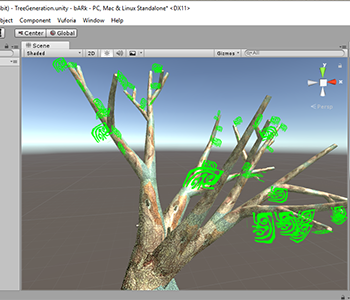 bit) - TreeGeneration.unity - bARk - PC, Mac & Linux Standalone* <DX11>
Object Component Vuforia Window Help
Center Global
Scene
Shaded 2D Gizmos All
y
Persp